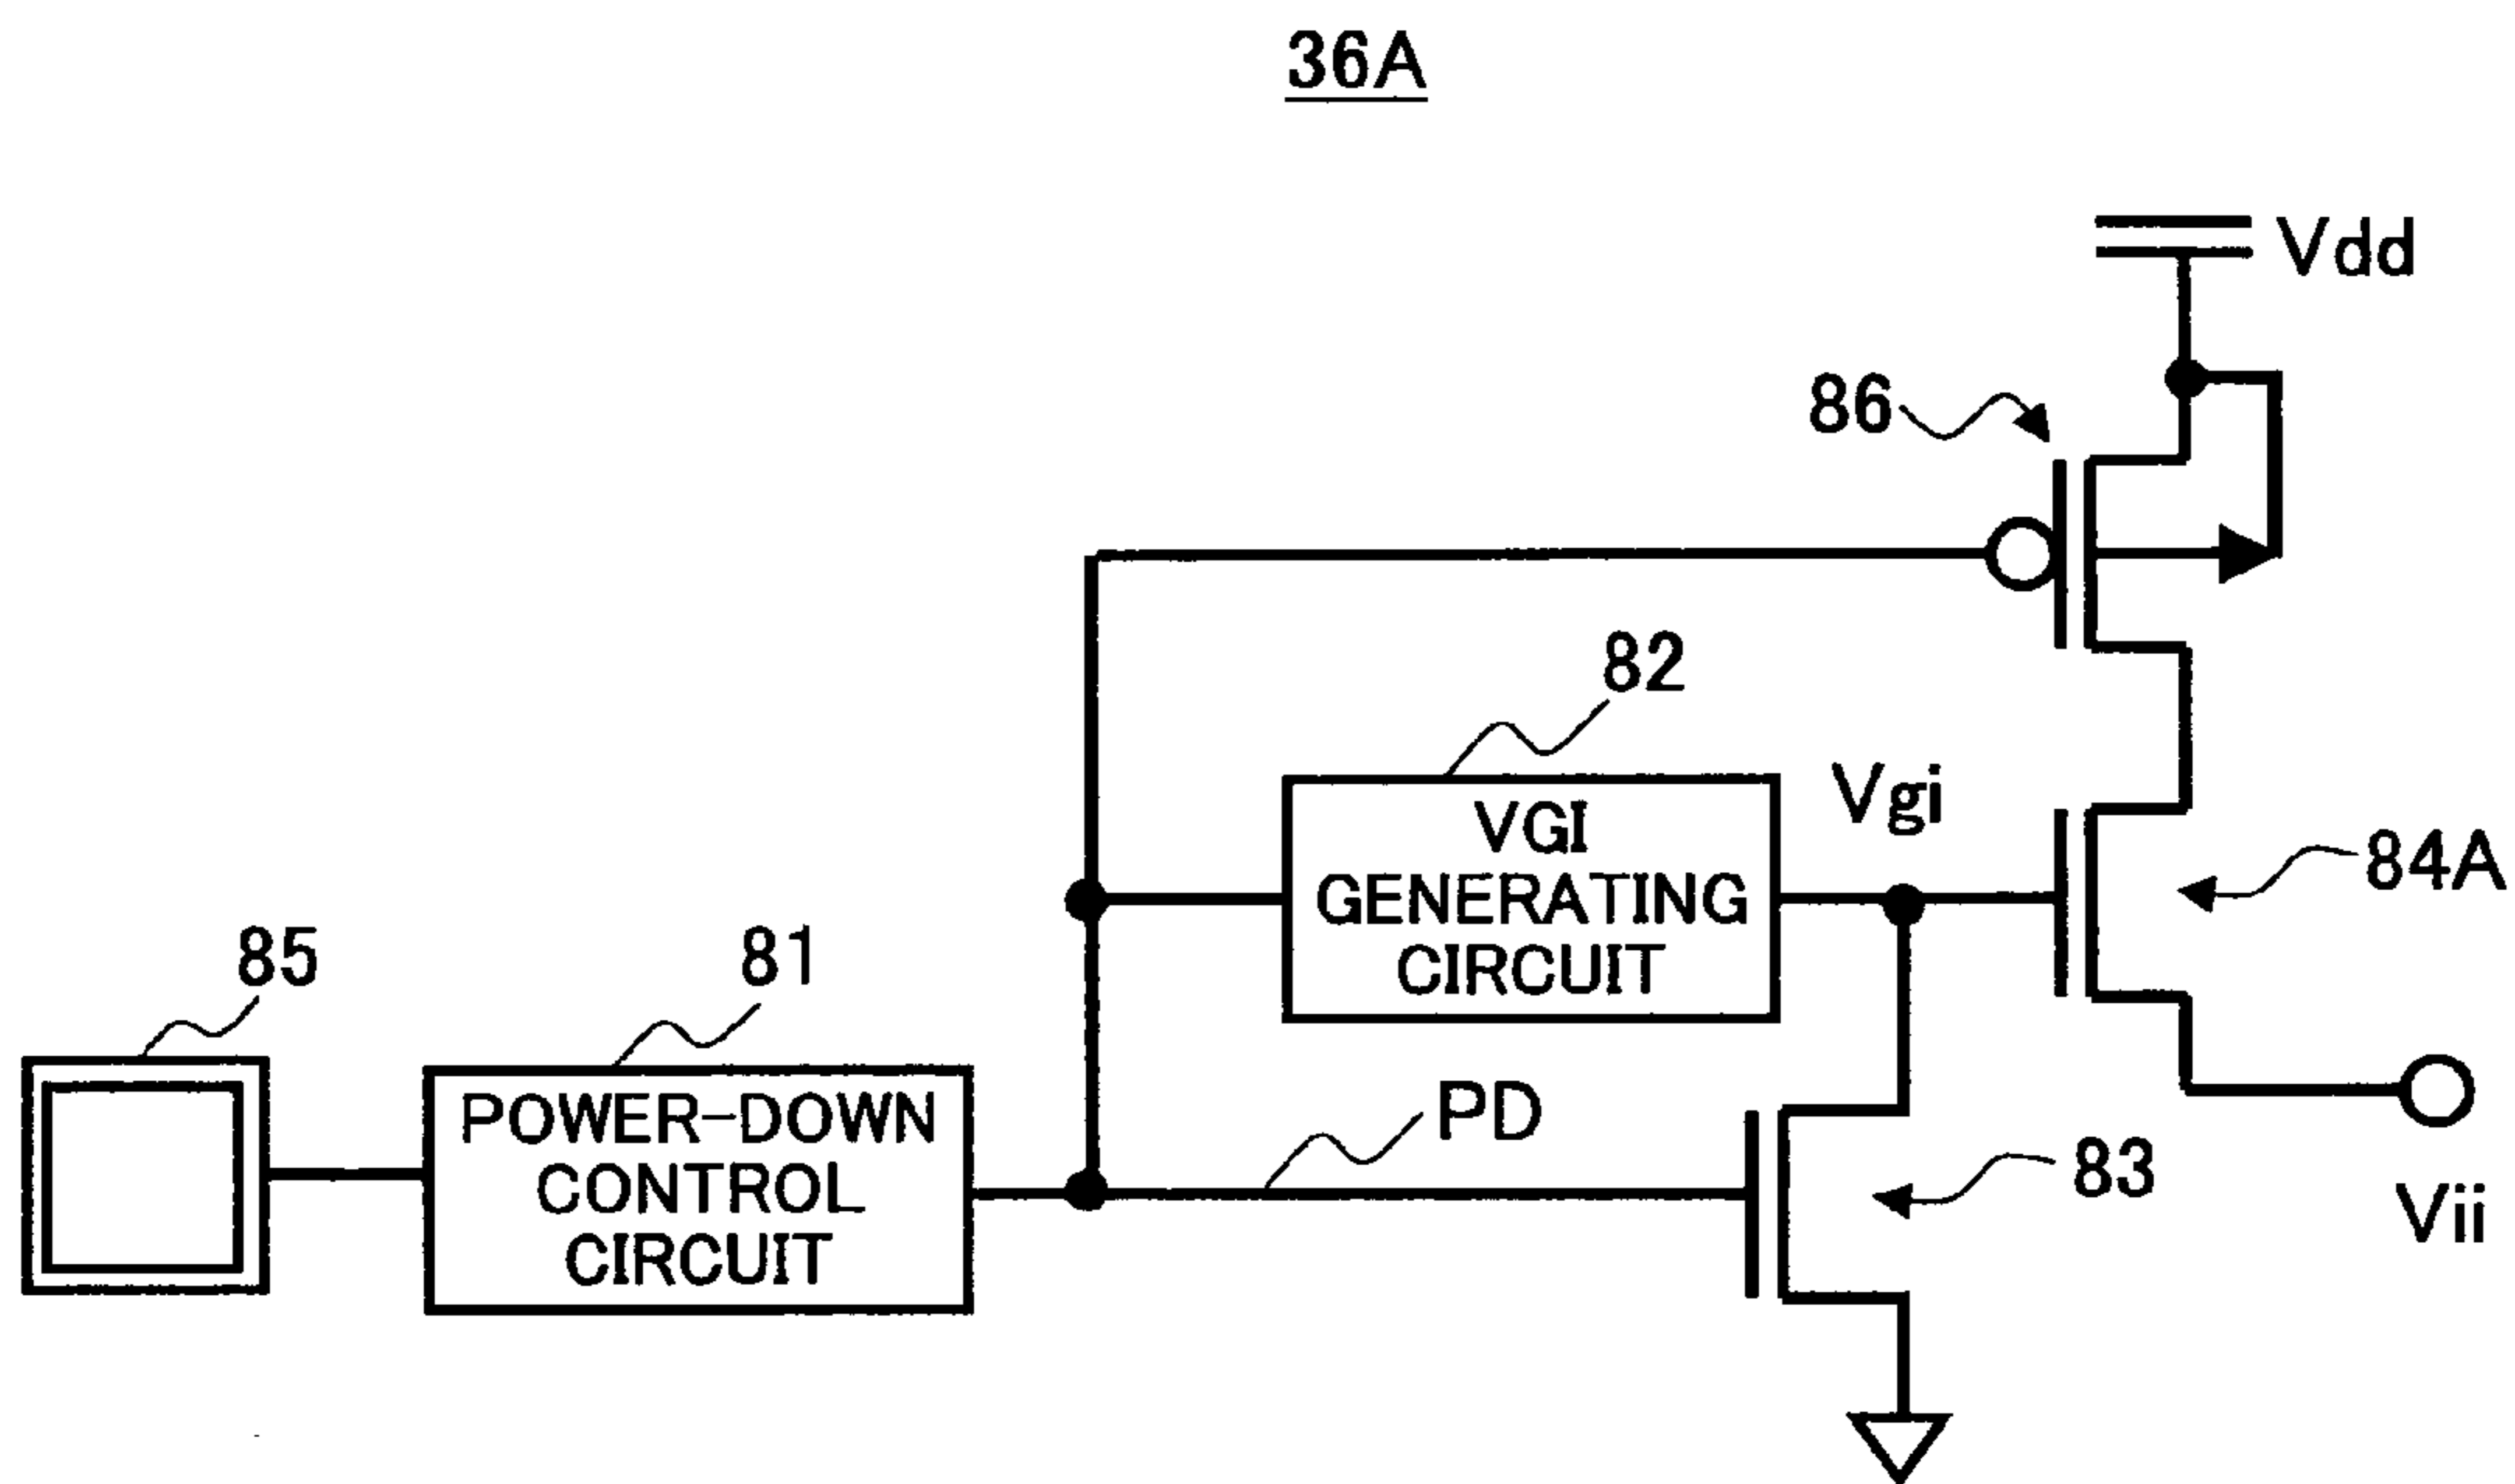 36A
Vdd
86
82
VGI
GENERATING
CIRCUIT
Vgi
84A
85
81
POWER-DOWN
CONTROL
CIRCUIT
PD
83
Vii